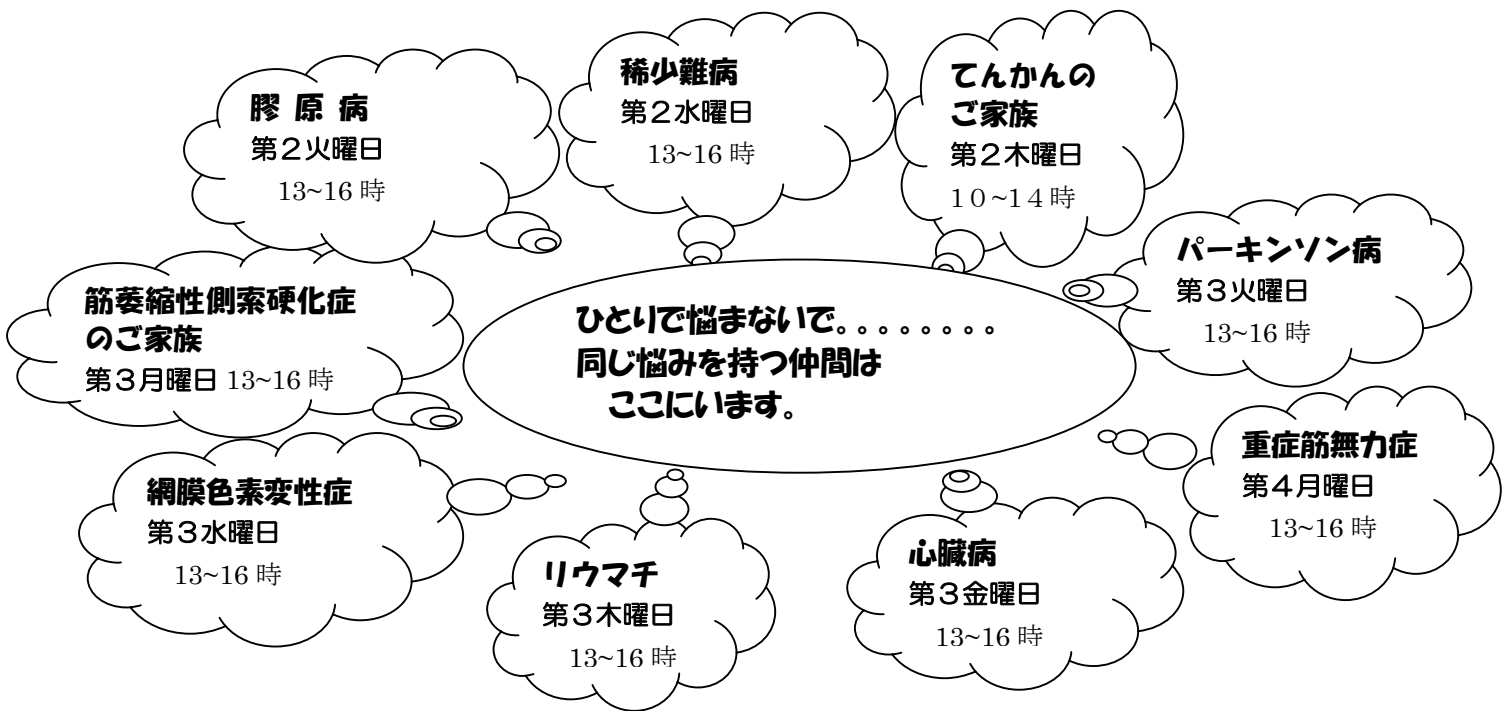 膠 原 病
第２火曜日
13~16 時
稀少難病
第２水曜日
13~16 時
てんかんの
ご家族
第２木曜日
１０~１４時
パーキンソン病
第３火曜日
13~16 時
筋萎縮性側索硬化症
のご家族
第３月曜日 13~16 時
ひとりで悩まないで。。。。。。。。
同じ悩みを持つ仲間は
ここにいます。
重症筋無力症
第４月曜日
13~16 時
網膜色素変性症
第３水曜日
13~16 時
リウマチ
第３木曜日
13~16 時
心臓病
第３金曜日
13~16 時